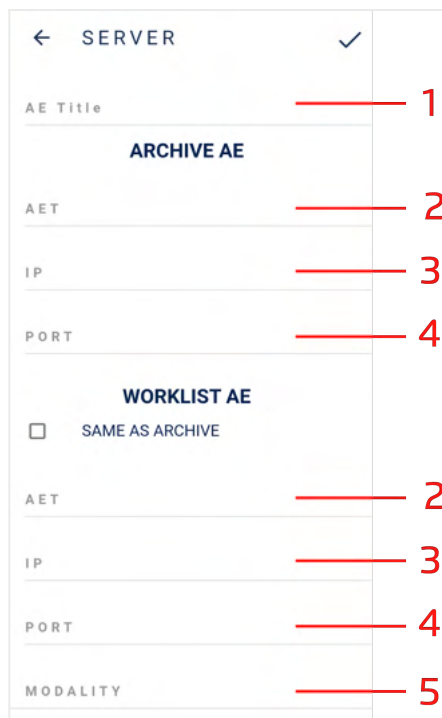 SERVER
AE Title 1
ARCHIVE AE
AET 2
IP 3
PORT 4
WORKLIST AE
SAME AS ARCHIVE
AET 2
IP 3
PORT 4
MODALITY 5